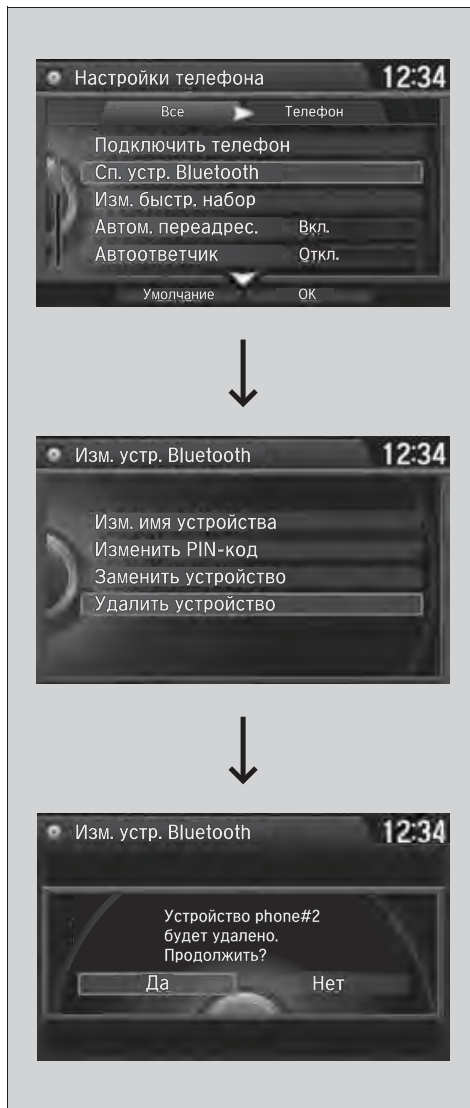 Настройки телефона 12:34
Все Телефон
Подключить телефон
Сп. устр. Bluetooth
Изм. быстр. набор
Автом. переадрес. Вкл.
Автоответчик Откл.
Умолчание OK
Изм. устр. Bluetooth 12:34
Изм. имя устройства
Изменить PIN-код
Заменить устройство
Удалить устройство
Изм. устр. Bluetooth 12:34
Устройство phone#2
будет удалено.
Продолжить?
Да Нет